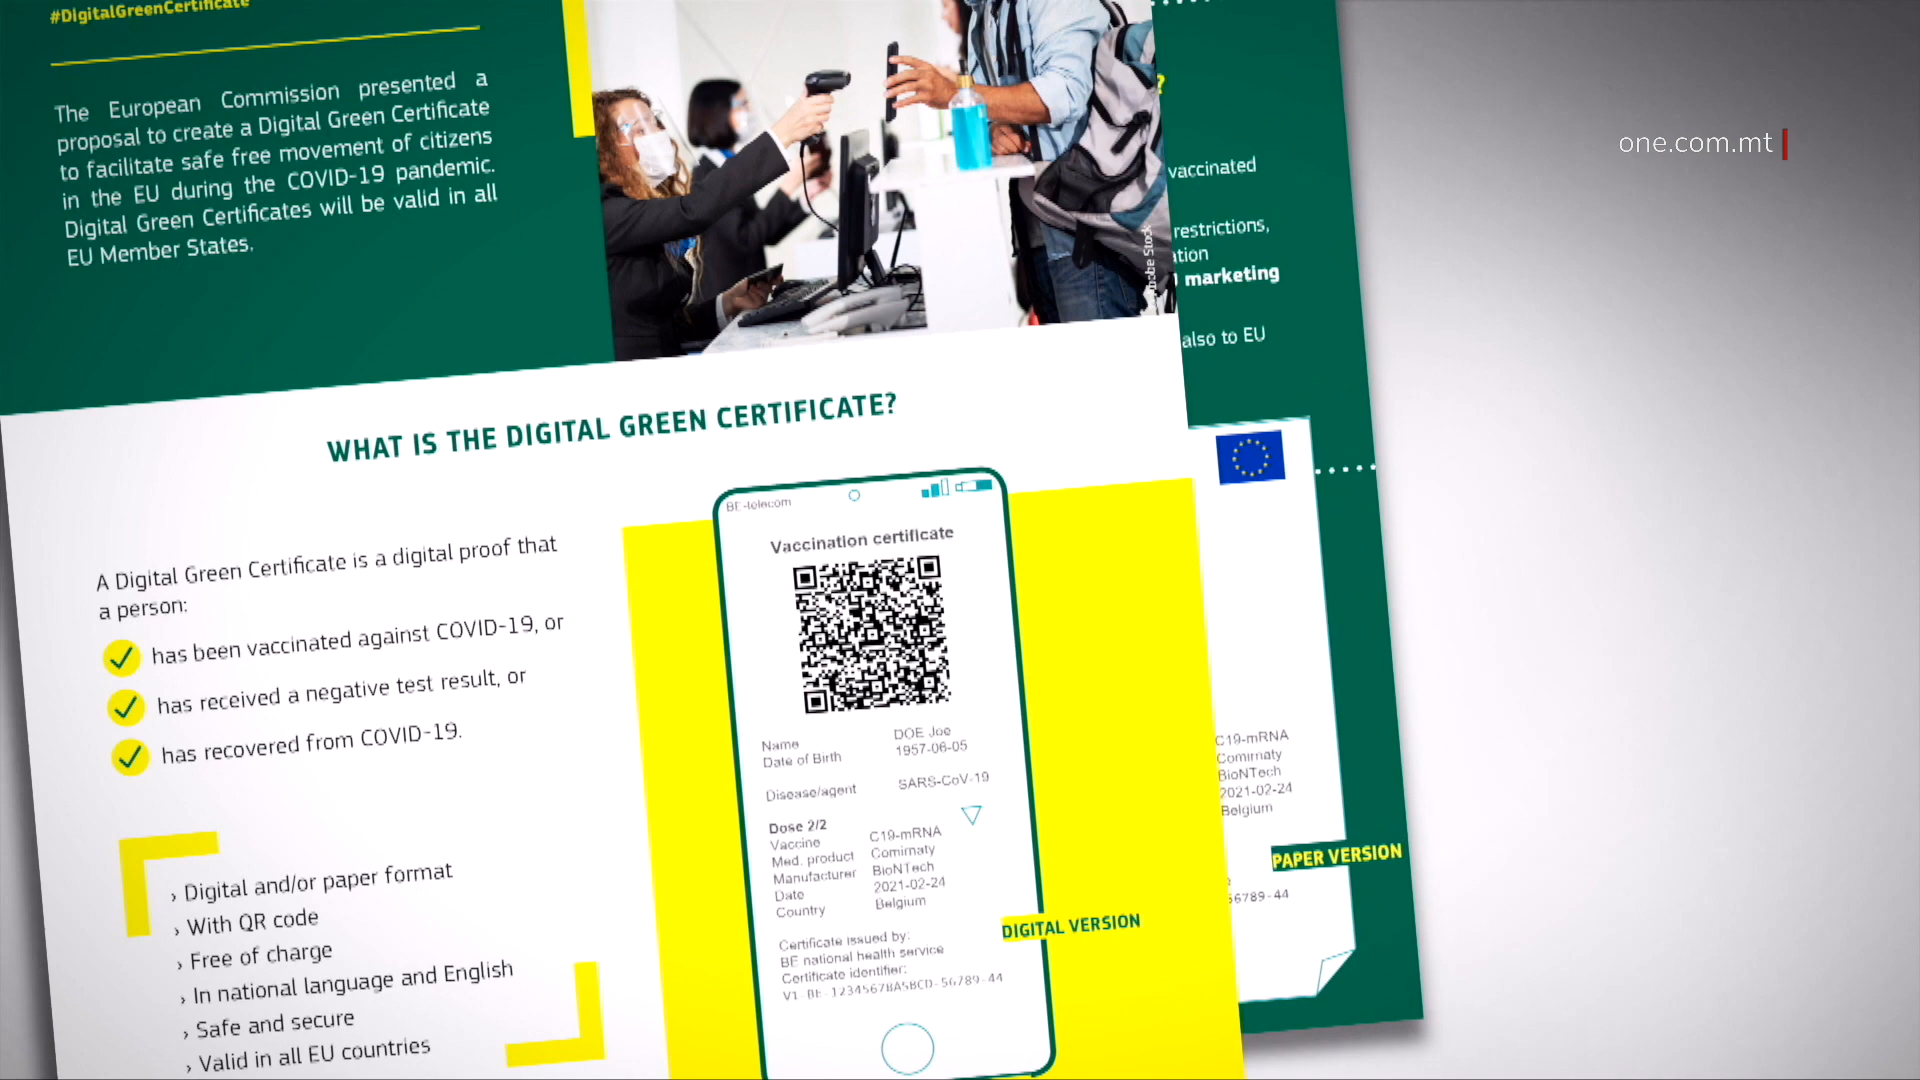 #DigitalGreenCertificate
The European Commission presented a
proposal to create a Digital Green Certificate
to facilitate safe free movement of citizens
in the EU during the COVID-19 pandemic.
Digital Green Certificates will be valid in all
EU Member States.
?
vaccinated
restrictions,
marketing
also to EU
one.com.mt
WHAT IS THE DIGITAL GREEN CERTIFICATE?
A Digital Green Certificate is a digital proof that
a person:
has been vaccinated against COVID-19, or
has received a negative test result, or
has recovered from COVID-19.
› Digital and/or paper format
› With QR code
› Free of charge
› In national language and English
› Safe and secure
› Valid in all EU countries
BE-telecom
Vaccination certificate
Name DOE Joe
Date of Birth 1957-06-05
Disease/agent SARS-CoV-19
Dose 2/2
Vaccine C19-mRNA
Med. product Comirnaty
Manufacturer BioNTech
Date 2021-02-24
Country Belgium
Certificate issued by:
BE national health service
Certificate identifier:
DIGITAL VERSION
C19-mRNA
Comirnaty
BioNTech
2021-02-24
Belgium
PAPER VERSION
56789-44